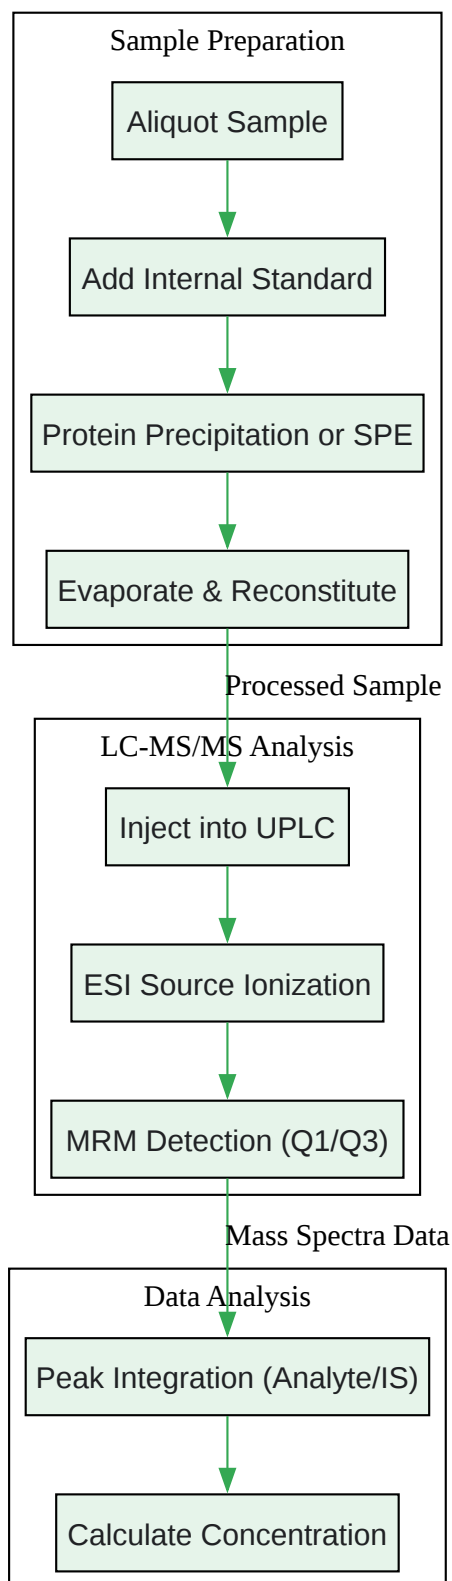 Sample Preparation
Aliquot Sample
Add Internal Standard
Protein Precipitation or SPE
Evaporate & Reconstitute
Processed Sample
LC-MS/MS Analysis
Inject into UPLC
ESI Source Ionization
MRM Detection (Q1/Q3)
Mass Spectra Data
Data Analysis
Peak Integration (Analyte/IS)
Calculate Concentration